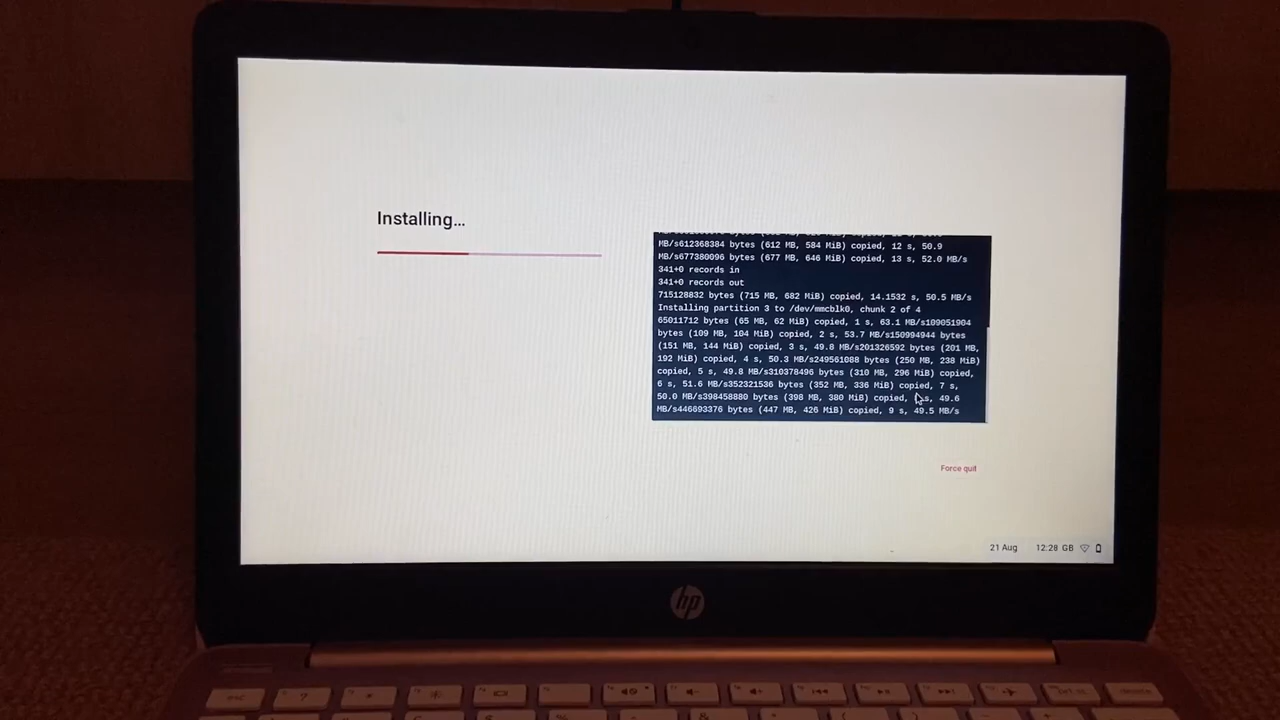 Installing...
MB/s612368384 bytes (612 MB, 584 MiB) copied, 12 s, 50.9
MB/s677380096 bytes (677 MB, 646 MiB) copied, 13 s, 52.0 MB/s
341+0 records in
341+0 records out
715128832 bytes (715 MB, 682 MiB) copied, 14.1532 s, 50.5 MB/s
Installing partition 3 to /dev/mmcblk0, chunk 2 of 4
65011712 bytes (65 MB, 62 MiB) copied, 1 s, 63.1 MB/s109051904
bytes (109 MB, 104 MiB) copied, 2 s, 53.7 MB/s150994944 bytes
(151 MB, 144 MiB) copied, 3 s, 49.8 MB/s201326592 bytes (201 MB,
192 MiB) copied, 4 s, 50.3 MB/s249561088 bytes (250 MB, 238 MiB)
copied, 5 s, 49.8 MB/s310378496 bytes (310 MB, 296 MiB) copied,
6 s, 51.6 MB/s352321536 bytes (352 MB, 336 MiB) copied, 7 s,
50.0 MB/s398458880 bytes (398 MB, 380 MiB) copied, s, 49.6
MB/s446693376 bytes (447 MB, 426 MiB) copied, 9 s, 49.5 MB/s
Force quit
21 Aug 12:28 GB
hp
esc